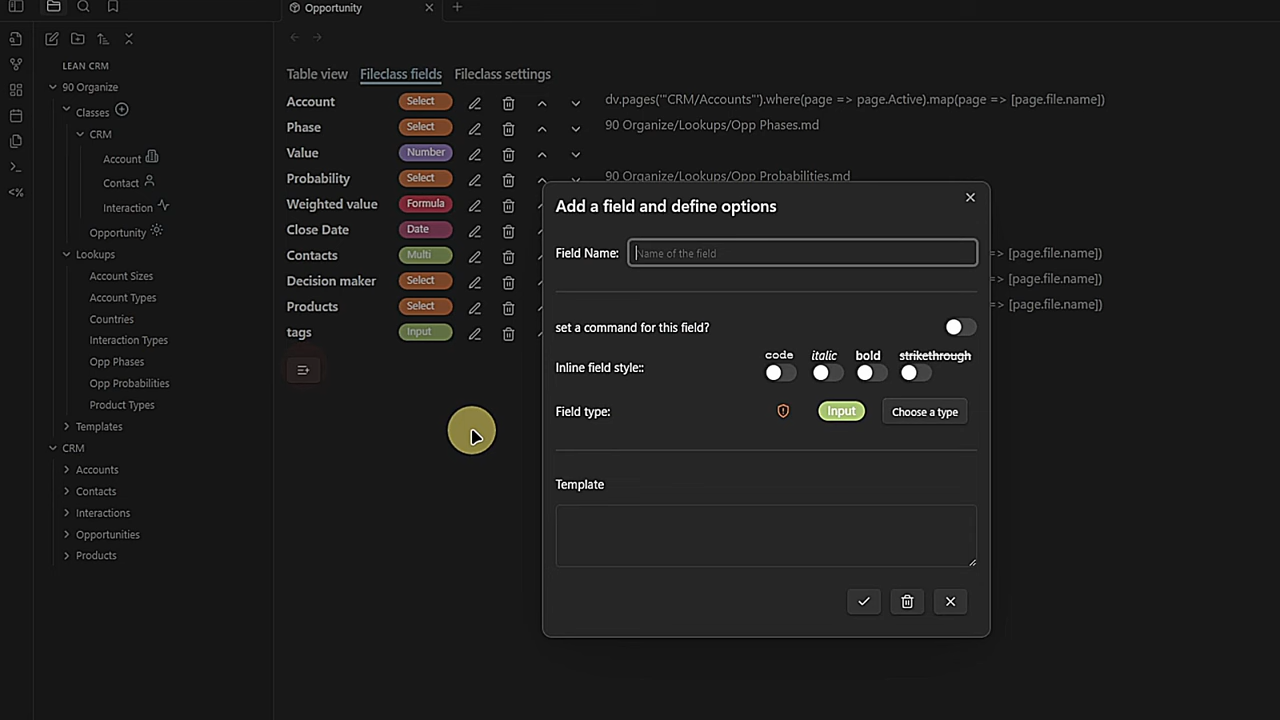 Opportunity
LEAN CRM
90 Organize
Classes
CRM
Account
Contact
Interaction
Opportunity
Lookups
Account Sizes
Account Types
Countries
Interaction Types
Opp Phases
Opp Probabilities
Product Types
Templates
CRM
Accounts
Contacts
Interactions
Opportunities
Products
Table view Fileclass fields Fileclass settings
Account Select dv.pages('"CRM/Accounts"').where(page => page.Active).map(page => [page.file.name])
Phase Select 90 Organize/Lookups/Opp Phases.md
Value Number
Probability Select 90 Organize/Lookups/Opp Probabilities.md
Weighted value Formula
Close Date Date
Contacts Multi => [page.file.name])
Decision maker Select => [page.file.name])
Products Select => [page.file.name])
tags Input
Add a field and define options
Field Name: Name of the field
set a command for this field?
Inline field style:: code italic bold strikethrough
Field type: Input Choose a type
Template